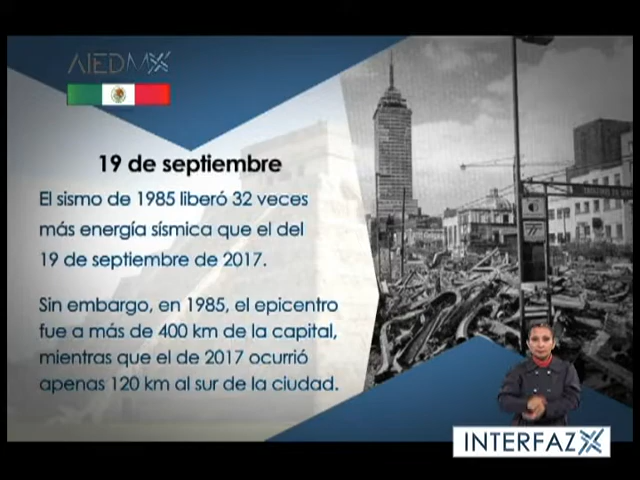 AIEDMX
19 de septiembre
El sismo de 1985 liberó 32 veces
más energía sísmica que el del
19 de septiembre de 2017.
Sin embargo, en 1985, el epicentro
fue a más de 400 km de la capital,
mientras que el de 2017 ocurrió
apenas 120 km al sur de la ciudad.
INTERFAZ